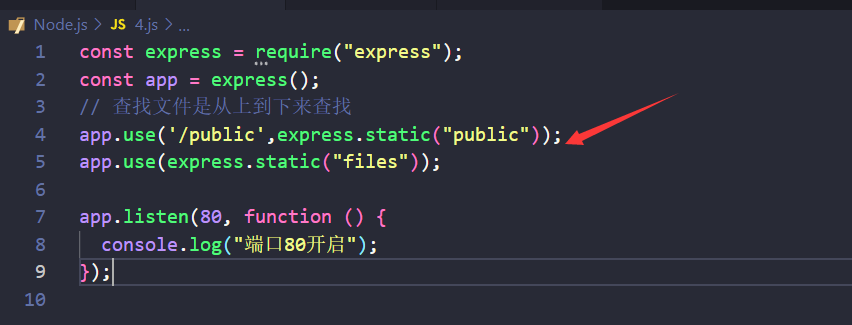 Node.js > JS 4.js > ...
1 const express = require("express");
2 const app = express();
3 // 查找文件是从上到下来查找
4 app.use('/public',express.static("public"));
5 app.use(express.static("files"));
6
7 app.listen(80, function () {
8 console.log("端口80开启");
9 });
10